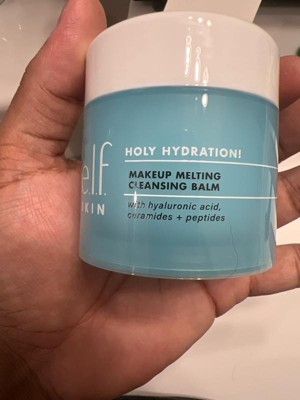 e.l.f.
SKIN
HOLY HYDRATION!
MAKEUP MELTING
CLEANSING BALM
with hyaluronic acid,
ceramides + peptides